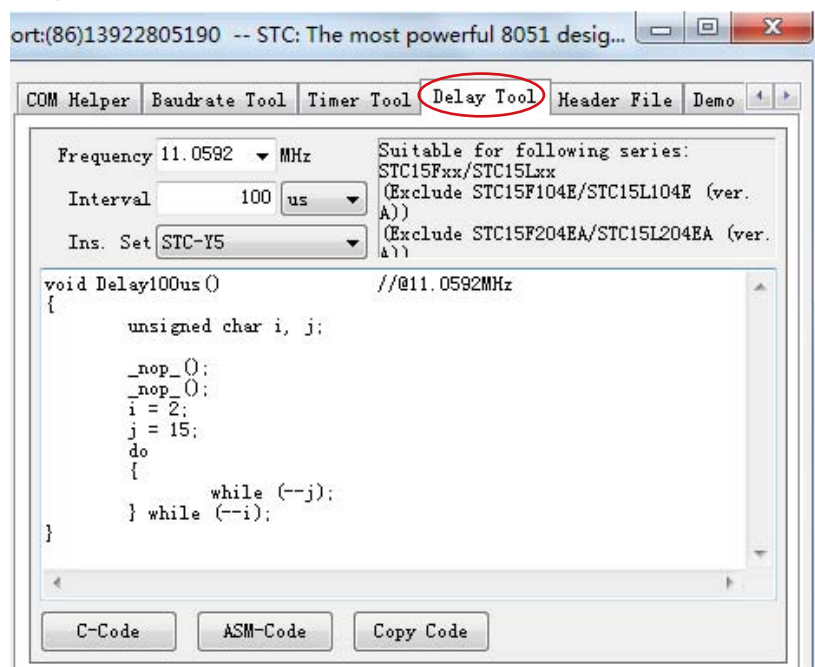 ort:(86)13922805190 -- STC: The most powerful 8051 desig...
COM Helper Baudrate Tool Timer Tool Delay Tool Header File Demo
Frequency 11.0592 MHz
Interval 100 us
Ins. Set STC-Y5
Suitable for following series:
STC15Fxx/STC15Lxx
(Exclude STC15F104E/STC15L104E (ver.
A))
(Exclude STC15F204EA/STC15L204EA (ver.
A))
void Delay100us() //@11.0592MHz
{
unsigned char i, j;
_nop_();
_nop_();
i = 2;
j = 15;
do
{
while (--j);
} while (--i);
}
C-Code ASM-Code Copy Code